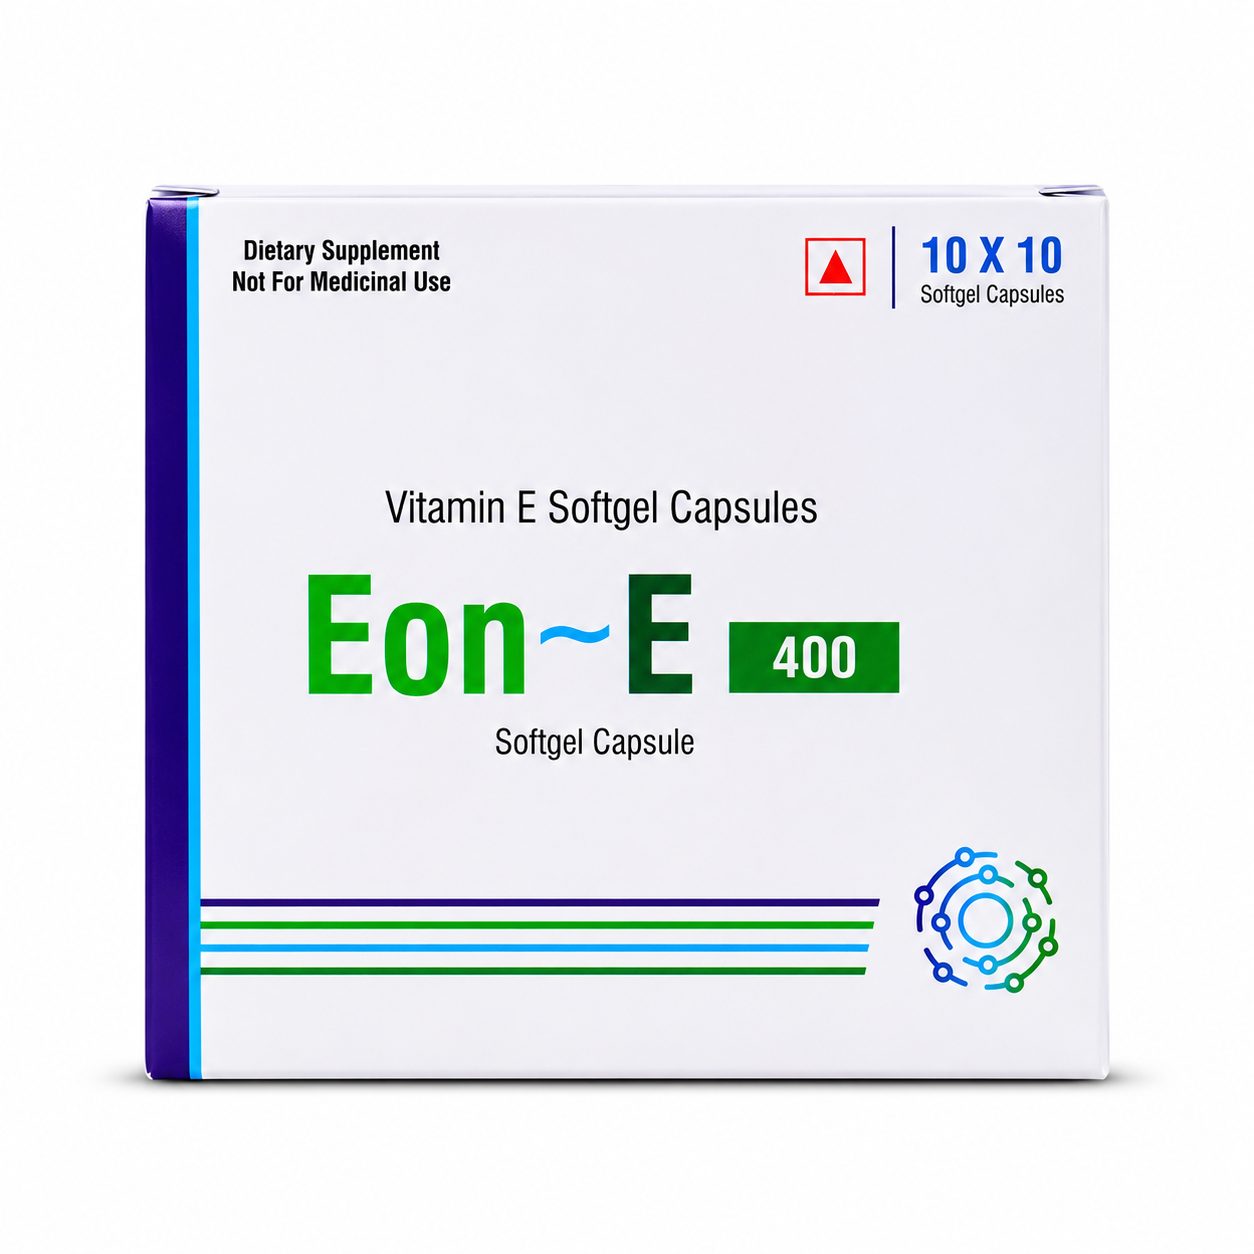 Dietary Supplement
Not For Medicinal Use
10 X 10
Softgel Capsules
Vitamin E Softgel Capsules
Eon~E 400
Softgel Capsule